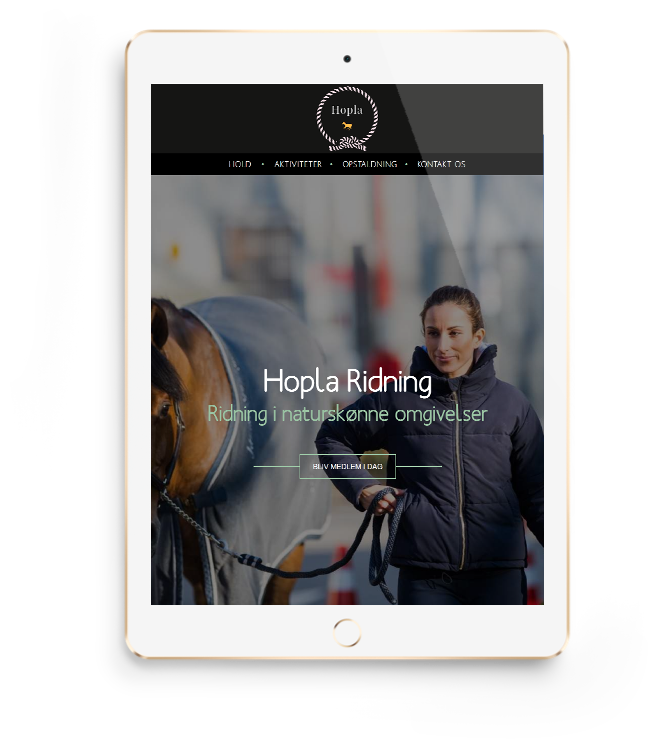 Hopla
HOLD • AKTIVITETER • OPSTALDNING • KONTAKT OS
Hopla Ridning
Ridning i naturskønne omgivelser
BLIV MEDLEM I DAG